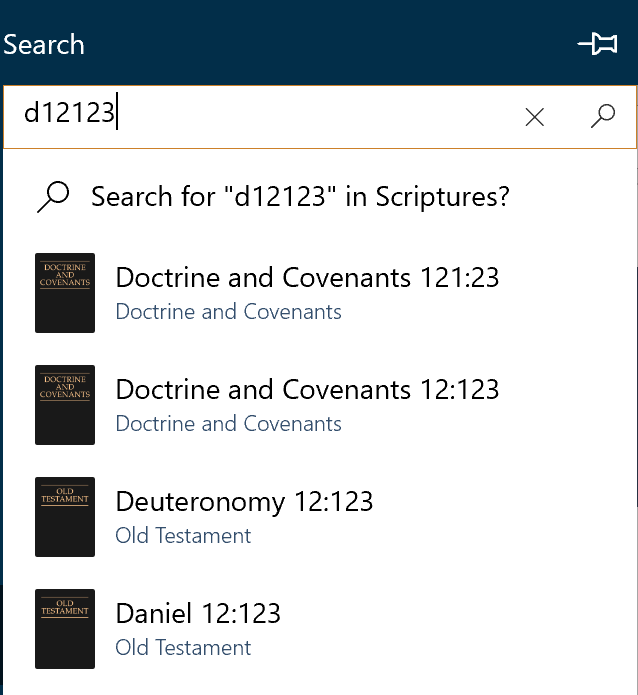 Search
d12123
Search for "d12123" in Scriptures?
DOCTRINE
AND
COVENANTS
Doctrine and Covenants 121:23
Doctrine and Covenants
DOCTRINE
AND
COVENANTS
Doctrine and Covenants 12:123
Doctrine and Covenants
OLD
TESTAMENT
Deuteronomy 12:123
Old Testament
OLD
TESTAMENT
Daniel 12:123
Old Testament